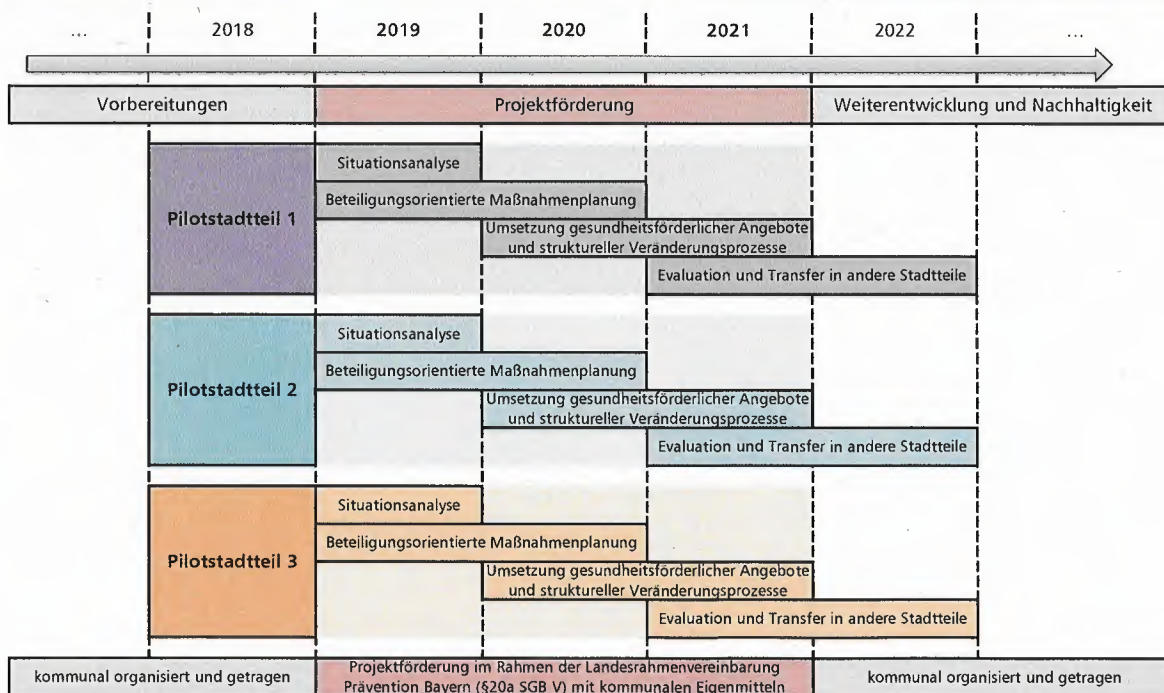 ... 2018 2019 2020 2021 2022 ...
Vorbereitungen Projektförderung Weiterentwicklung und Nachhaltigkeit
Pilotstadtteil 1
Situationsanalyse
Beteiligungsorientierte Maßnahmenplanung
Umsetzung gesundheitsförderlicher Angebote
und struktureller Veränderungsprozesse
Evaluation und Transfer in andere Stadtteile
Pilotstadtteil 2
Situationsanalyse
Beteiligungsorientierte Maßnahmenplanung
Umsetzung gesundheitsförderlicher Angebote
und struktureller Veränderungsprozesse
Evaluation und Transfer in andere Stadtteile
Pilotstadtteil 3
Situationsanalyse
Beteiligungsorientierte Maßnahmenplanung
Umsetzung gesundheitsförderlicher Angebote
und struktureller Veränderungsprozesse
Evaluation und Transfer in andere Stadtteile
kommunal organisiert und getragen
Projektförderung im Rahmen der Landesrahmenvereinbarung
Prävention Bayern (§20a SGB V) mit kommunalen Eigenmitteln
kommunal organisiert und getragen